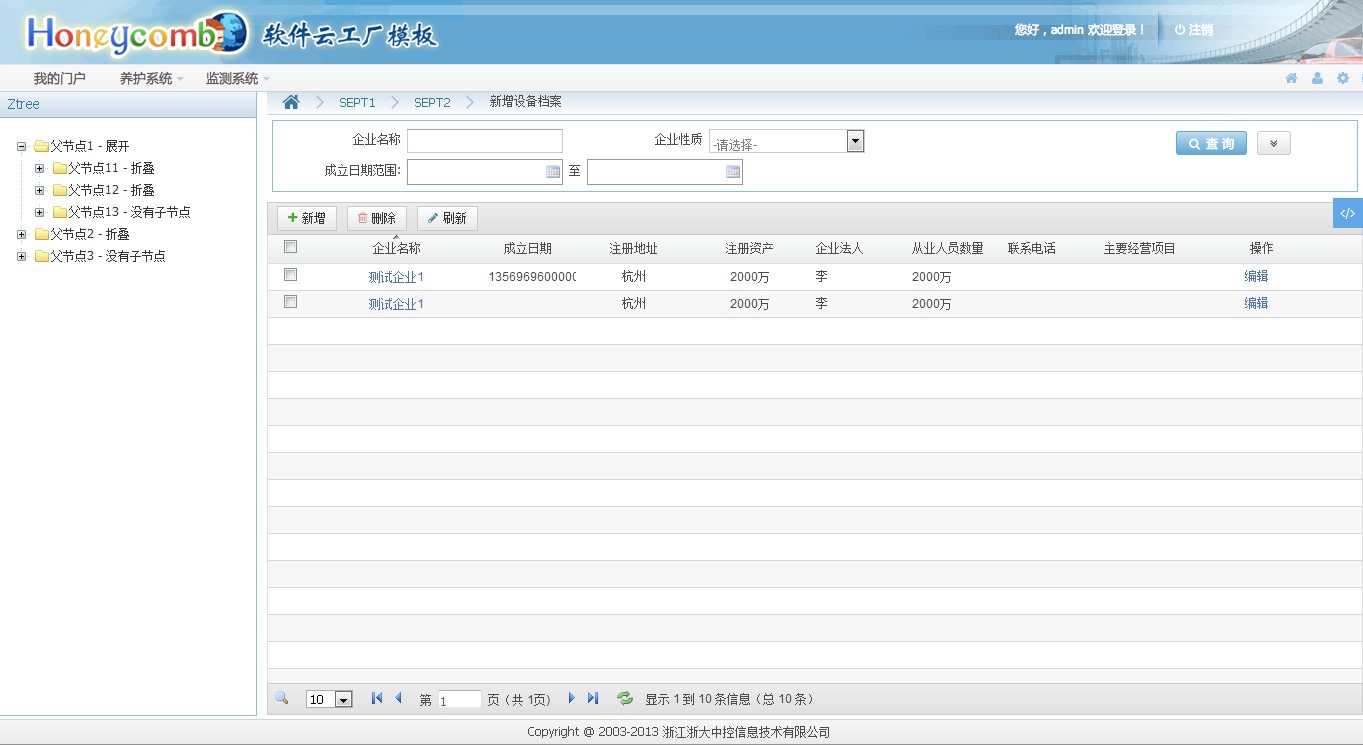 Honeycomb 软件云工厂模板
您好，admin 欢迎登录！ 注销
我的门户 养护系统 监测系统
Ztree
父节点1 - 展开
父节点11 - 折叠
父节点12 - 折叠
父节点13 - 没有子节点
父节点2 - 折叠
父节点3 - 没有子节点
SEPT1 SEPT2 新增设备档案
企业名称 企业性质 -请选择- 查 询
成立日期范围: 至
</>
新增 删除 刷新
企业名称 成立日期 注册地址 注册资产 企业法人 从业人员数量 联系电话 主要经营项目 操作
测试企业1 1356969600000 杭州 2000万 李 2000万 编辑
测试企业1 杭州 2000万 李 2000万 编辑
10 第 1 页（共 1页） 显示 1 到 10 条信息（总 10 条）
Copyright @ 2003-2013 浙江浙大中控信息技术有限公司